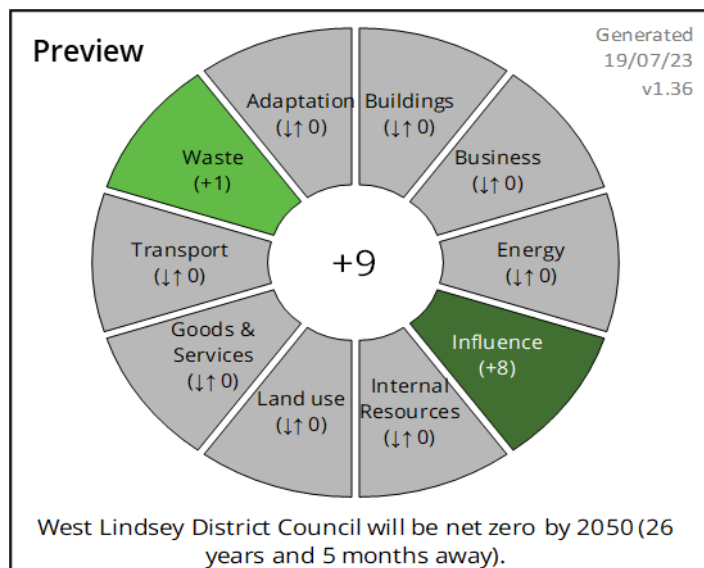 Preview
Generated
19/07/23
v1.36
Adaptation
(↓↑ 0)
Buildings
(↓↑ 0)
Waste
(+1)
Business
(↓↑ 0)
Transport
(↓↑ 0)
+9
Energy
(↓↑ 0)
Goods &
Services
(↓↑ 0)
Influence
(+8)
Land use
(↓↑ 0)
Internal
Resources
(↓↑ 0)
West Lindsey District Council will be net zero by 2050 (26
years and 5 months away).